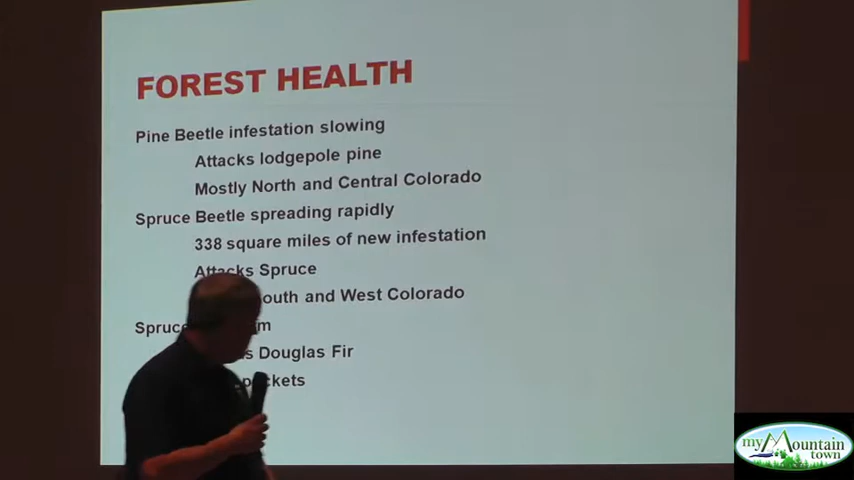 FOREST HEALTH
Pine Beetle infestation slowing
Attacks lodgepole pine
Mostly North and Central Colorado
Spruce Beetle spreading rapidly
338 square miles of new infestation
Attacks Spruce
and West Colorado
Spruce
Douglas Fir
my Mountain
town